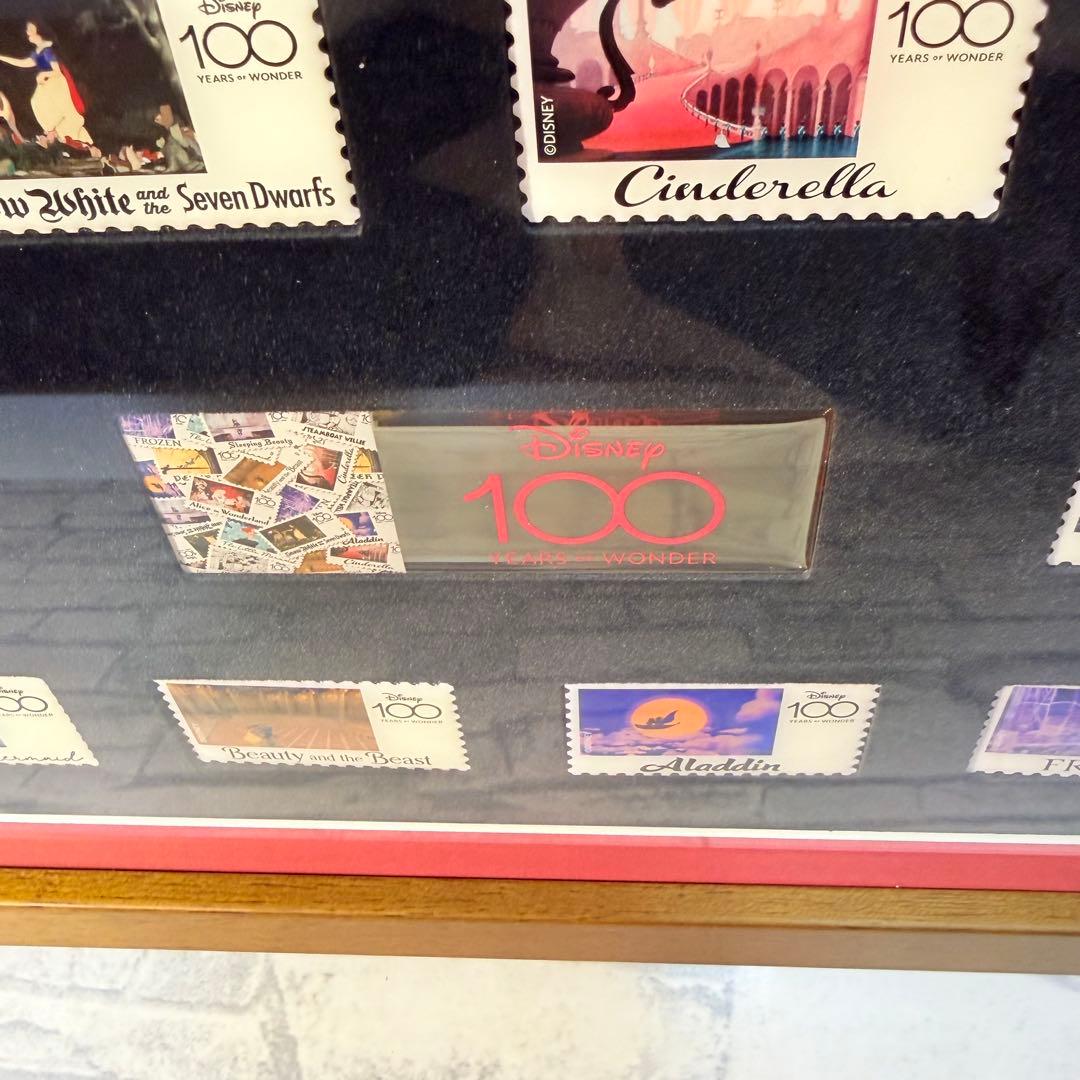 Disney
100
YEARS OF WONDER
White and the Seven Dwarfs
100
YEARS OF WONDER
©DISNEY
Cinderella
FROZEN
Sleeping Beauty
STEAMBOAT WILLIE
Cinderella
Alice in Wonderland
Aladdin
Cinderella
Disney
100
YEARS OF WONDER
Disney
100
YEARS OF WONDER
Beauty and the Beast
Disney
100
YEARS OF WONDER
Aladdin